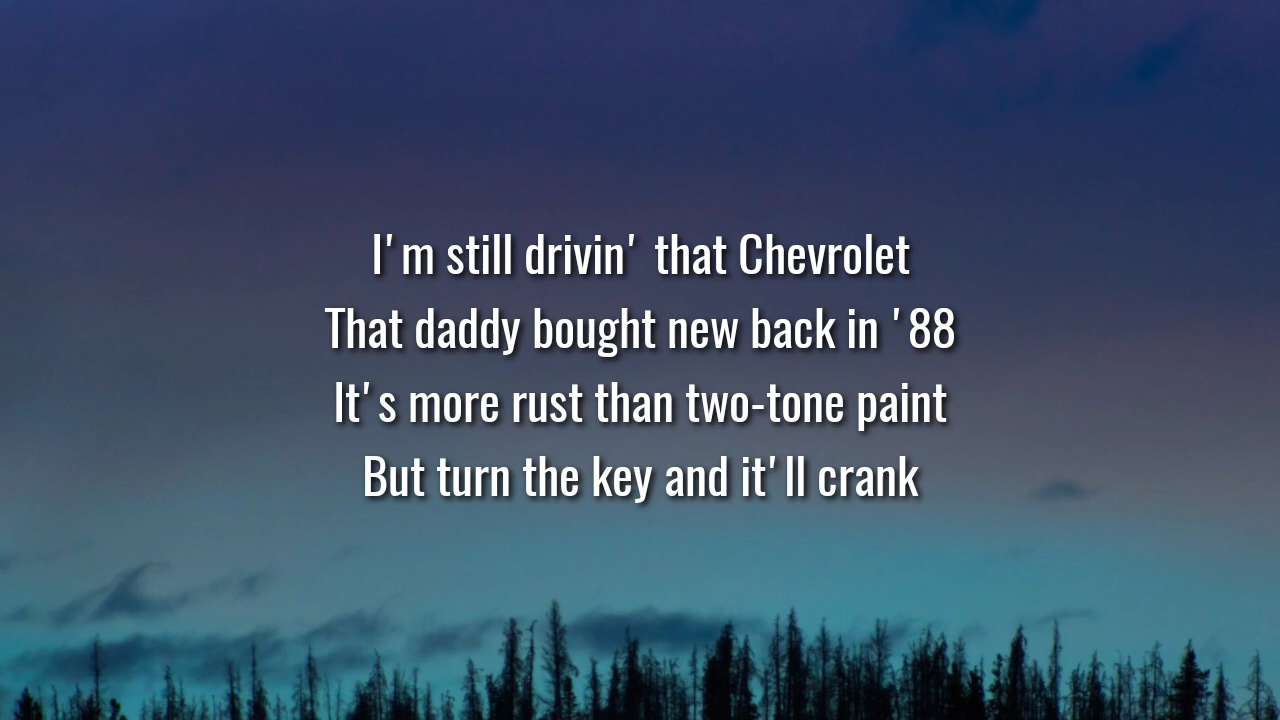 I'm still drivin' that Chevrolet
That daddy bought new back in '88
It's more rust than two-tone paint
But turn the key and it'll crank